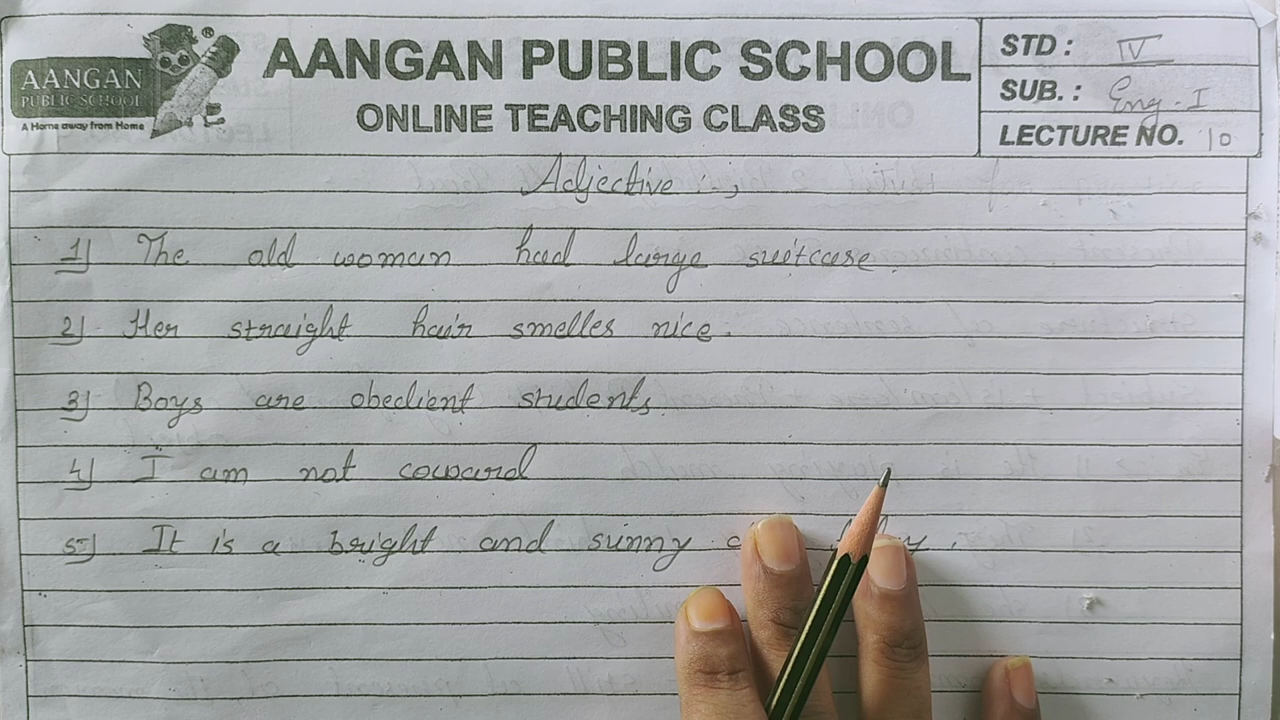 AANGAN
PUBLIC SCHOOL
A Home away from Home
®
AANGAN PUBLIC SCHOOL
ONLINE TEACHING CLASS
STD : IV
SUB. : Eng-I
LECTURE NO. 10
Adjective :-;
1) The old woman had large suitcase.
2) Her straight hair smelles nice.
3) Boys are obedient students.
4) I am not coward
5) It is a bright and sunny